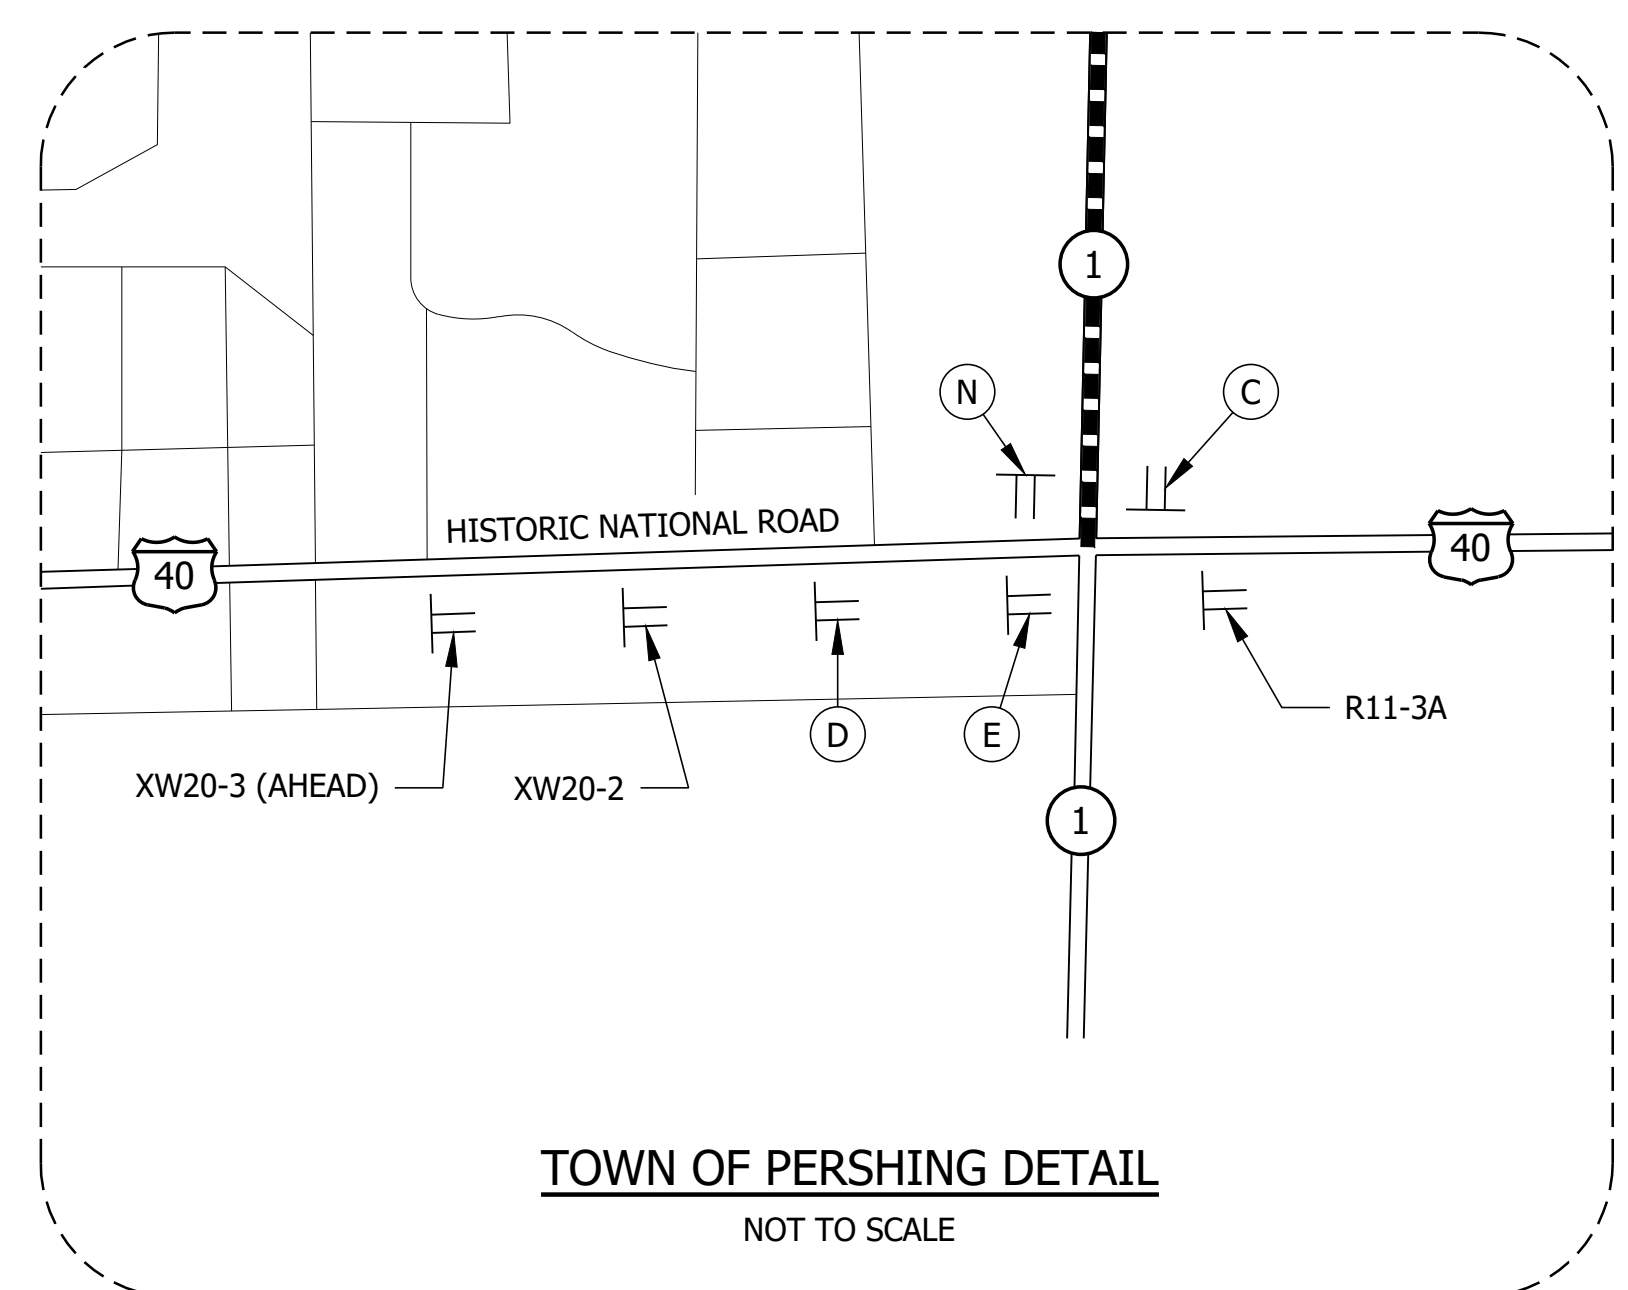 1
N
C
HISTORIC NATIONAL ROAD
40
40
R11-3A
D
E
XW20-3 (AHEAD)
XW20-2
1
TOWN OF PERSHING DETAIL
NOT TO SCALE